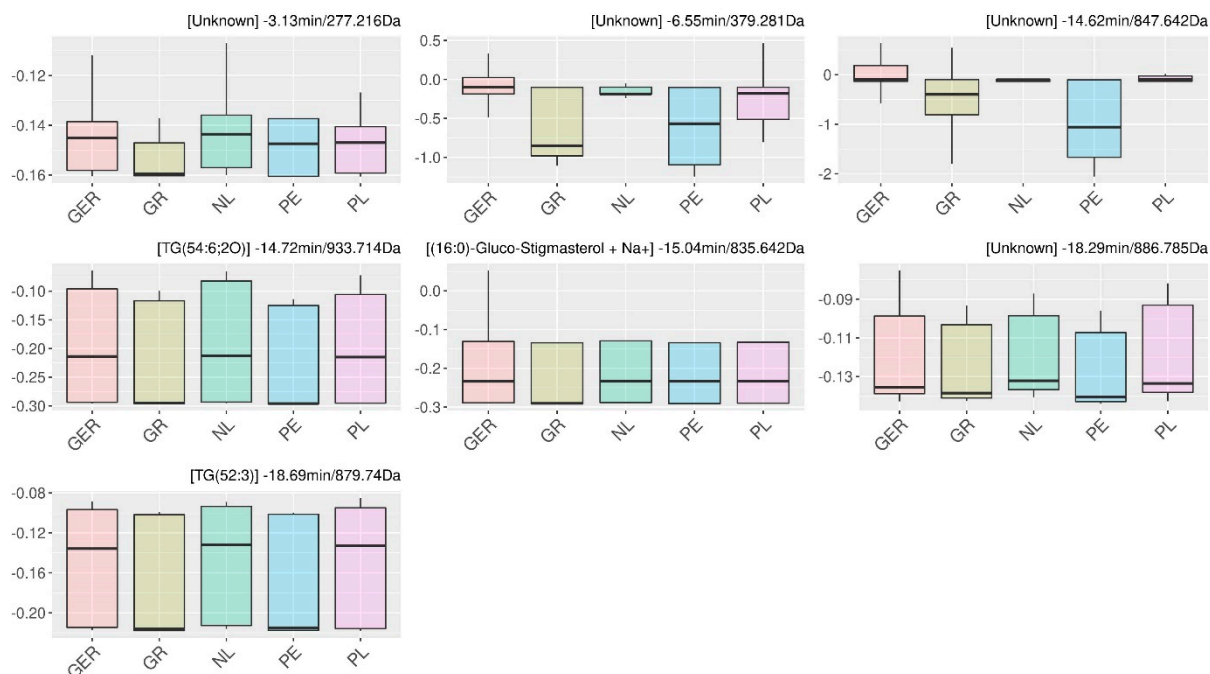 [Unknown] -3.13min/277.216Da
-0.12
-0.14
-0.16
GER GR NL PE PL
[Unknown] -6.55min/379.281Da
0.5
0.0
-0.5
-1.0
GER GR NL PE PL
[Unknown] -14.62min/847.642Da
0
-1
-2
GER GR NL PE PL
[TG(54:6;2O)] -14.72min/933.714Da
-0.10
-0.15
-0.20
-0.25
-0.30
GER GR NL PE PL
[(16:0)-Gluco-Stigmasterol + Na+] -15.04min/835.642Da
0.0
-0.1
-0.2
-0.3
GER GR NL PE PL
[Unknown] -18.29min/886.785Da
-0.09
-0.11
-0.13
GER GR NL PE PL
[TG(52:3)] -18.69min/879.74Da
-0.08
-0.12
-0.16
-0.20
GER GR NL PE PL